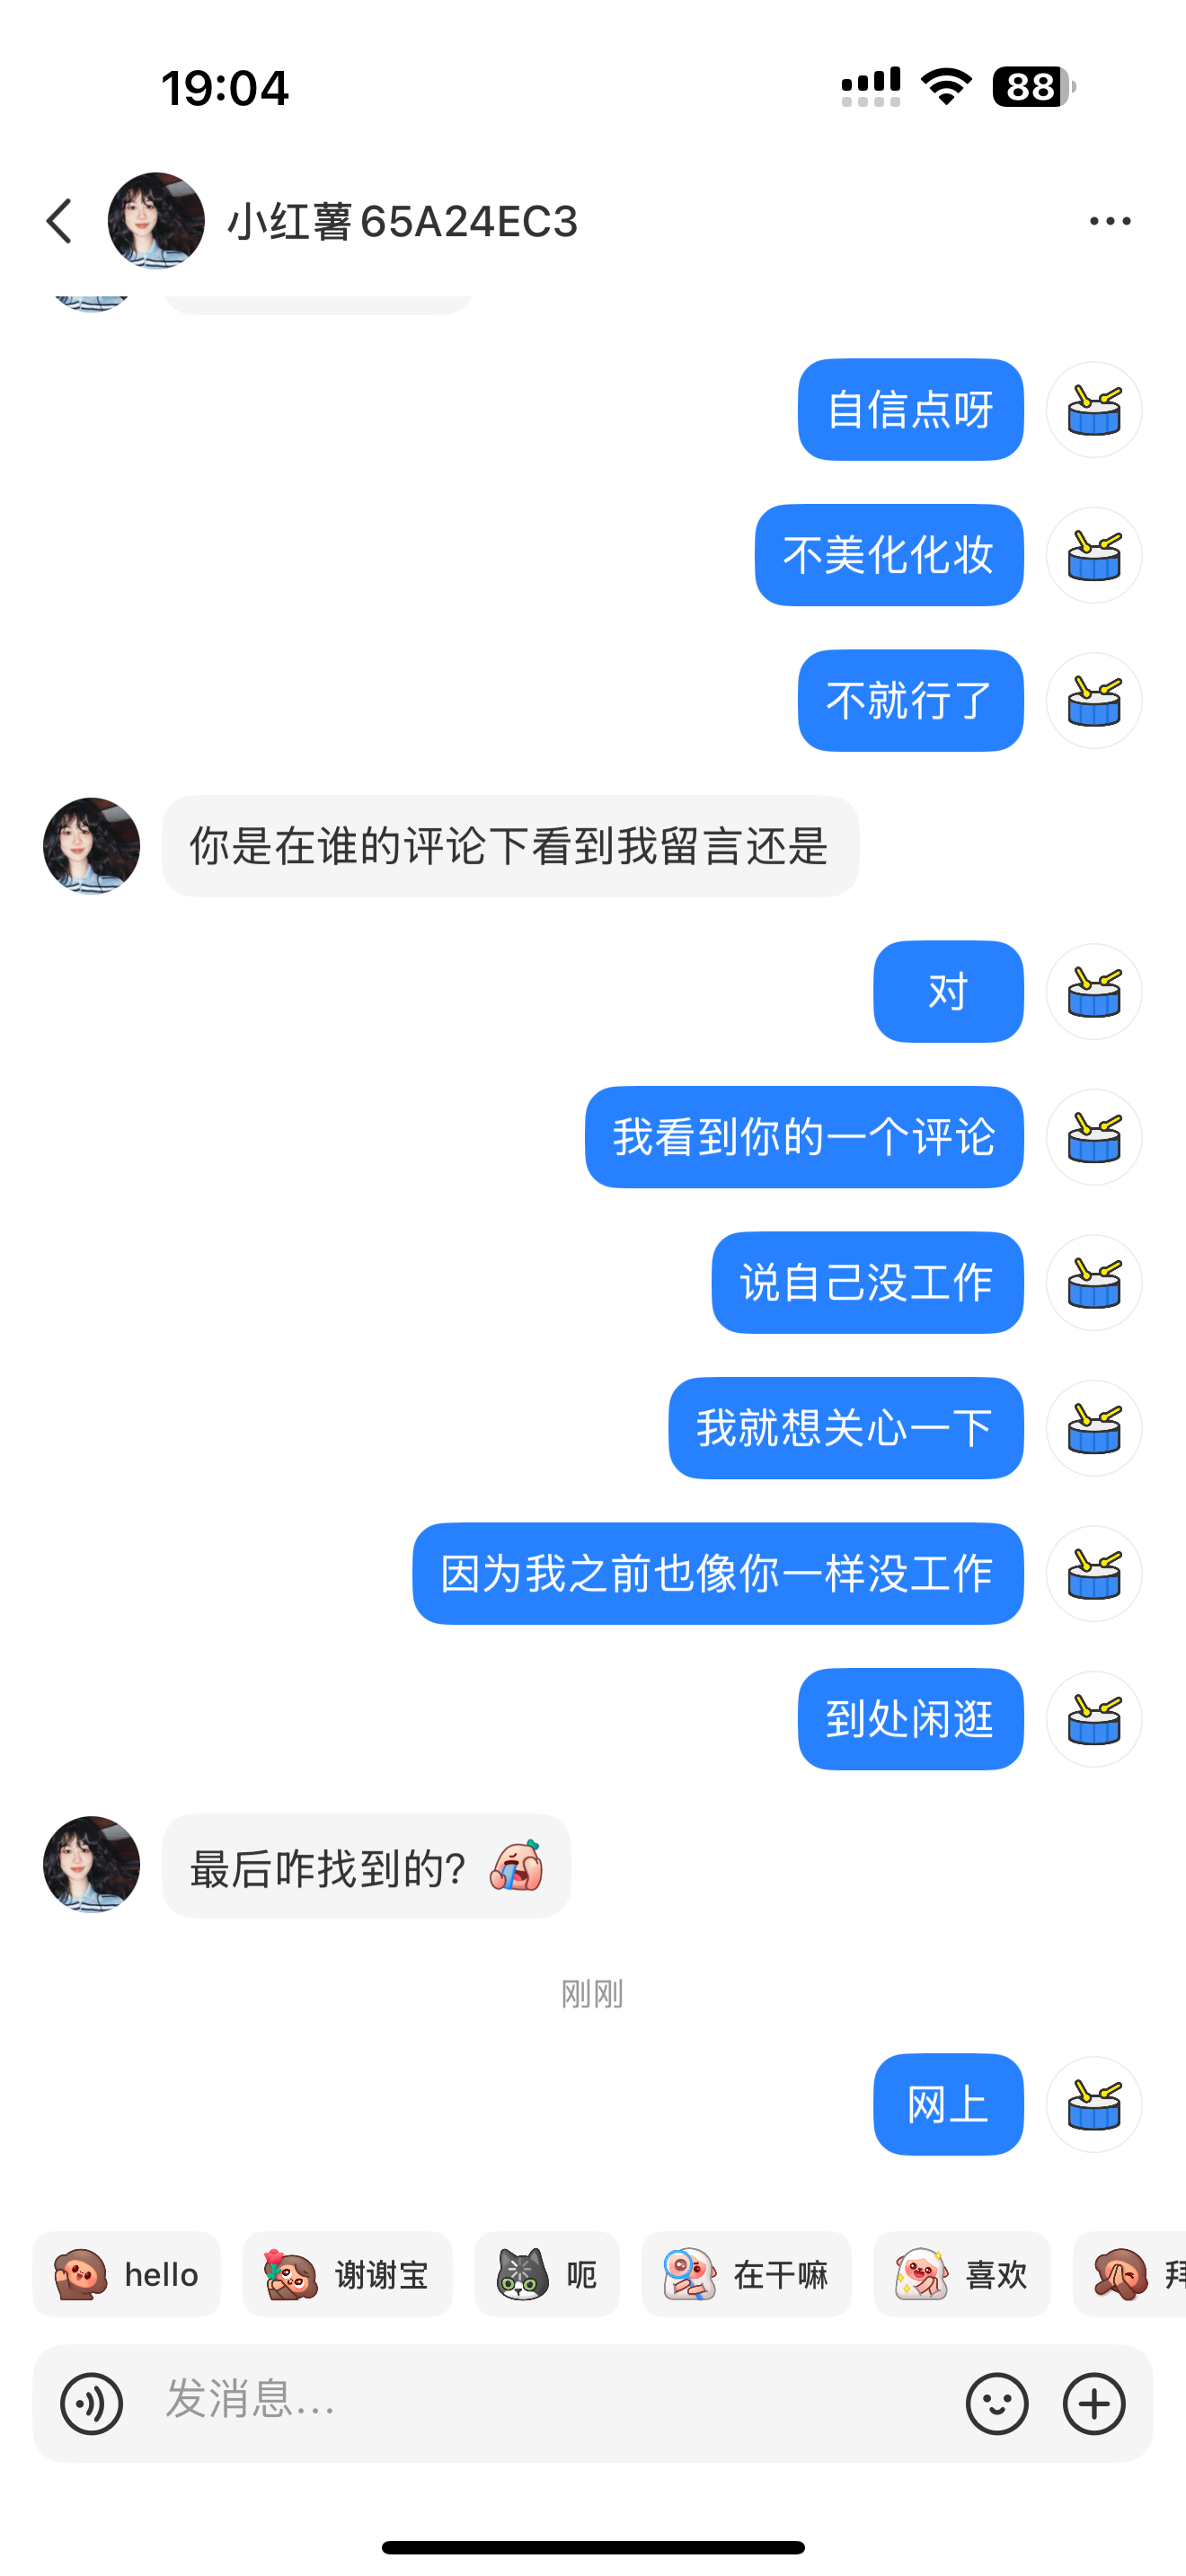 19:04
88
小红薯65A24EC3
自信点呀
不美化化妆
不就行了
你是在谁的评论下看到我留言还是
对
我看到你的一个评论
说自己没工作
我就想关心一下
因为我之前也像你一样没工作
到处闲逛
最后咋找到的?
刚刚
网上
hello
谢谢宝
呃
在干嘛
喜欢
发消息...